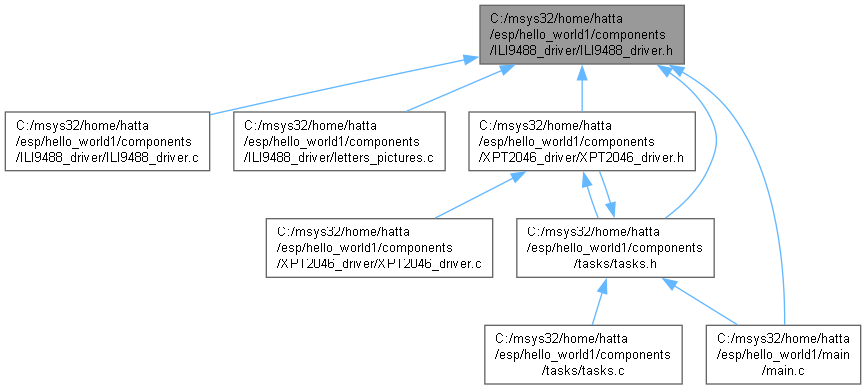 C:/msys32/home/hatta
/esp/hello_world1/components
/ILI9488_driver/ILI9488_driver.h
C:/msys32/home/hatta
/esp/hello_world1/components
/ILI9488_driver/ILI9488_driver.c
C:/msys32/home/hatta
/esp/hello_world1/components
/ILI9488_driver/letters_pictures.c
C:/msys32/home/hatta
/esp/hello_world1/components
/XPT2046_driver/XPT2046_driver.h
C:/msys32/home/hatta
/esp/hello_world1/components
/XPT2046_driver/XPT2046_driver.c
C:/msys32/home/hatta
/esp/hello_world1/components
/tasks/tasks.h
C:/msys32/home/hatta
/esp/hello_world1/components
/tasks/tasks.c
C:/msys32/home/hatta
/esp/hello_world1/main
/main.c